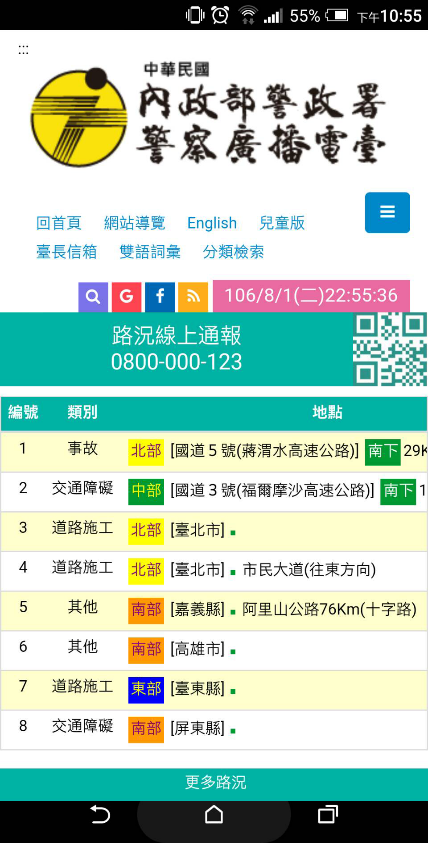 55% 下午10:55
:::
中華民國
內政部警政署
警察廣播電臺
回首頁 網站導覽 English 兒童版
臺長信箱 雙語詞彙 分類檢索
106/8/1(二)22:55:36
路況線上通報
0800-000-123
編號 類別 地點
1 事故 北部 [國道５號(蔣渭水高速公路)] 南下 29K
2 交通障礙 中部 [國道３號(福爾摩沙高速公路)] 南下 1
3 道路施工 北部 [臺北市]
4 道路施工 北部 [臺北市] 市民大道(往東方向)
5 其他 南部 [嘉義縣] 阿里山公路76Km(十字路)
6 其他 南部 [高雄市]
7 道路施工 東部 [臺東縣]
8 交通障礙 南部 [屏東縣]
更多路況